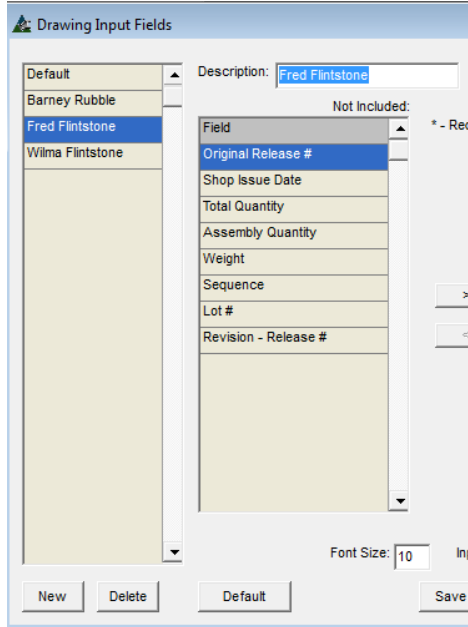 Drawing Input Fields
Default
Barney Rubble
Fred Flintstone
Wilma Flintstone
Description: Fred Flintstone
Not Included:
Field
Original Release #
Shop Issue Date
Total Quantity
Assembly Quantity
Weight
Sequence
Lot #
Revision - Release #
* - Rec
>
<
Font Size: 10
Inp
New
Delete
Default
Save